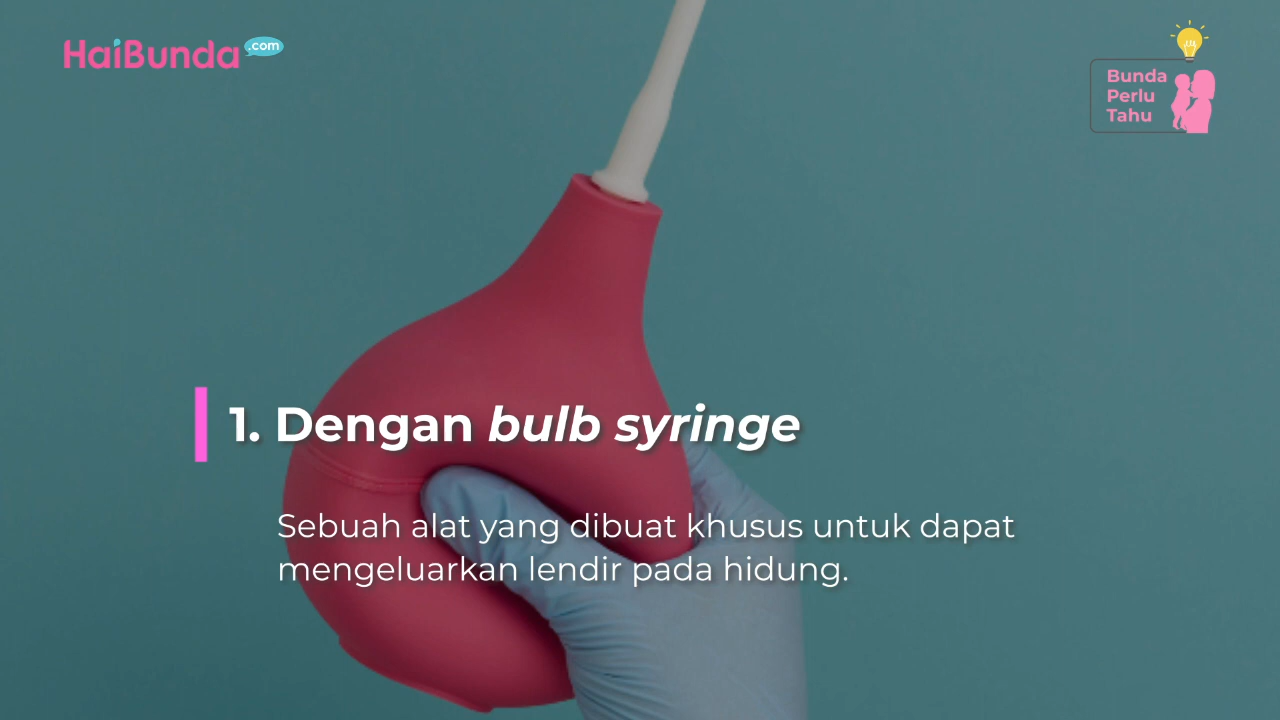 HaiBunda.com
Bunda
Perlu
Tahu
1. Dengan bulb syringe
Sebuah alat yang dibuat khusus untuk dapat
mengeluarkan lendir pada hidung.